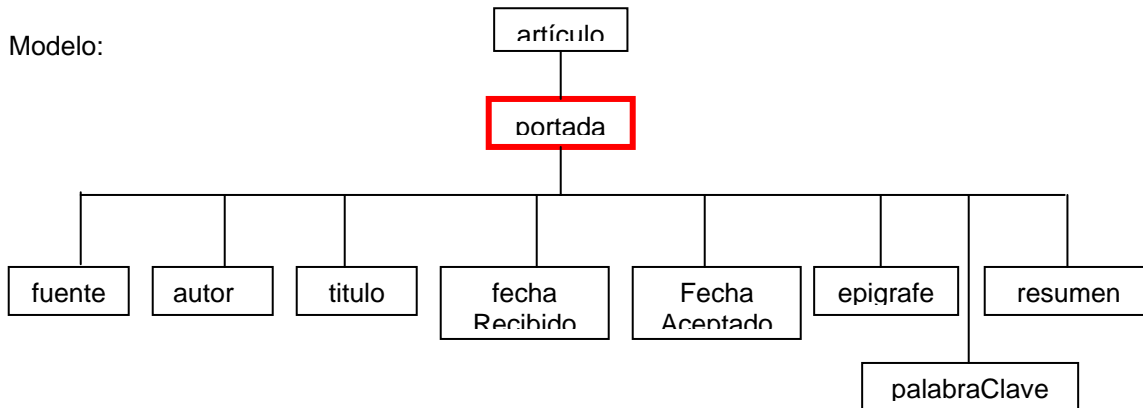 Modelo:
artículo
portada
fuente
autor
titulo
fecha
Recibido
Fecha
Aceptado
epigrafe
resumen
palabraClave